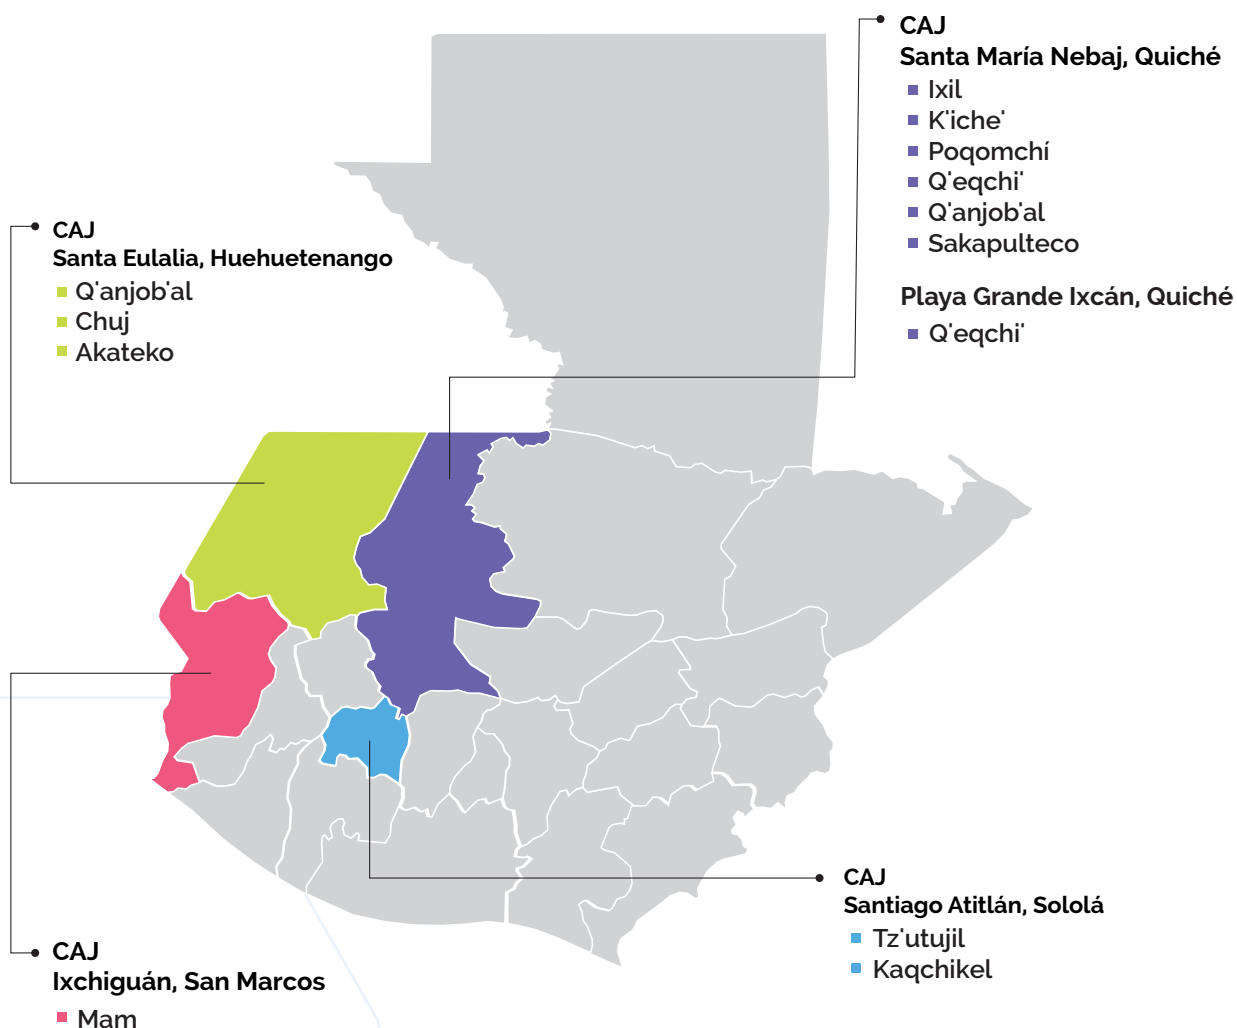 CAJ
Santa María Nebaj, Quiché
Ixil
K'iche'
Poqomchí
Q'eqchi'
Q'anjob'al
Sakapulteco
Playa Grande Ixcán, Quiché
Q'eqchi'
CAJ
Santa Eulalia, Huehuetenango
Q'anjob'al
Chuj
Akateko
CAJ
Santiago Atitlán, Sololá
Tz'utujil
Kaqchikel
CAJ
Ixchiguán, San Marcos
Mam